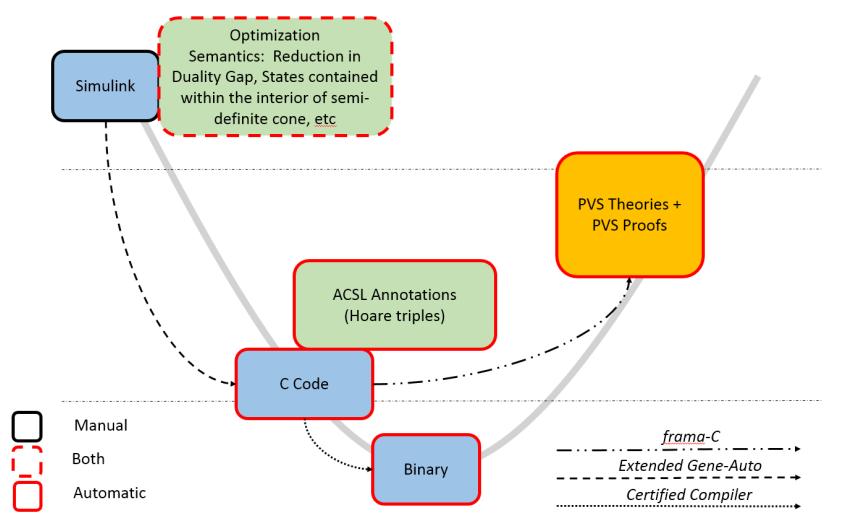 Optimization
Semantics: Reduction in
Duality Gap, States contained
within the interior of semi-
definite cone, etc
Simulink
PVS Theories +
PVS Proofs
ACSL Annotations
(Hoare triples)
C Code
Binary
Manual
Both
Automatic
frama-C
Extended Gene-Auto
Certified Compiler